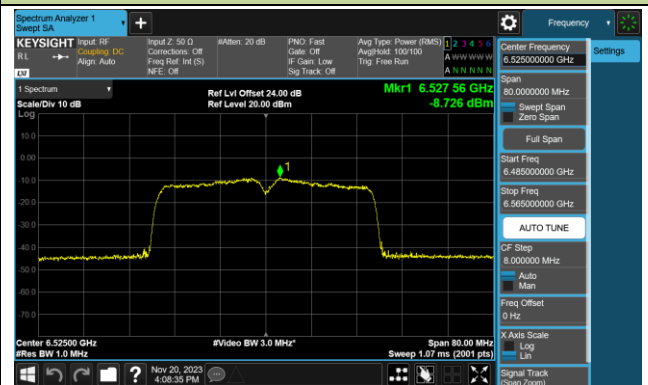 Spectrum Analyzer 1
Swept SA
+
Frequency
KEYSIGHT
Input: RF
Coupling: DC
Align: Auto
Input Z: 50 Ω
Corrections: Off
Freq Ref: Int (S)
NFE: Off
#Atten: 20 dB
PNO: Fast
Gate: Off
IF Gain: Low
Sig Track: Off
Avg Type: Power (RMS)
Avg|Hold: 100/100
Trig: Free Run
1 2 3 4 5 6
A W W W W W
A N N N N N
RL
LXI
Center Frequency
6.525000000 GHz
Settings
Span
80.0000000 MHz
Swept Span
Zero Span
Full Span
Start Freq
6.485000000 GHz
Stop Freq
6.565000000 GHz
AUTO TUNE
CF Step
8.000000 MHz
Auto
Man
Freq Offset
0 Hz
X Axis Scale
Log
Lin
Signal Track
(Span Zoom)
1 Spectrum
Scale/Div 10 dB
Ref Lvl Offset 24.00 dB
Ref Level 20.00 dBm
Mkr1 6.527 56 GHz
-8.726 dBm
Log
10.0
0.00
-10.0
-20.0
-30.0
-40.0
-50.0
-60.0
-70.0
1
Center 6.52500 GHz
#Res BW 1.0 MHz
#Video BW 3.0 MHz*
Span 80.00 MHz
Sweep 1.07 ms (2001 pts)
?
Nov 20, 2023
4:08:35 PM